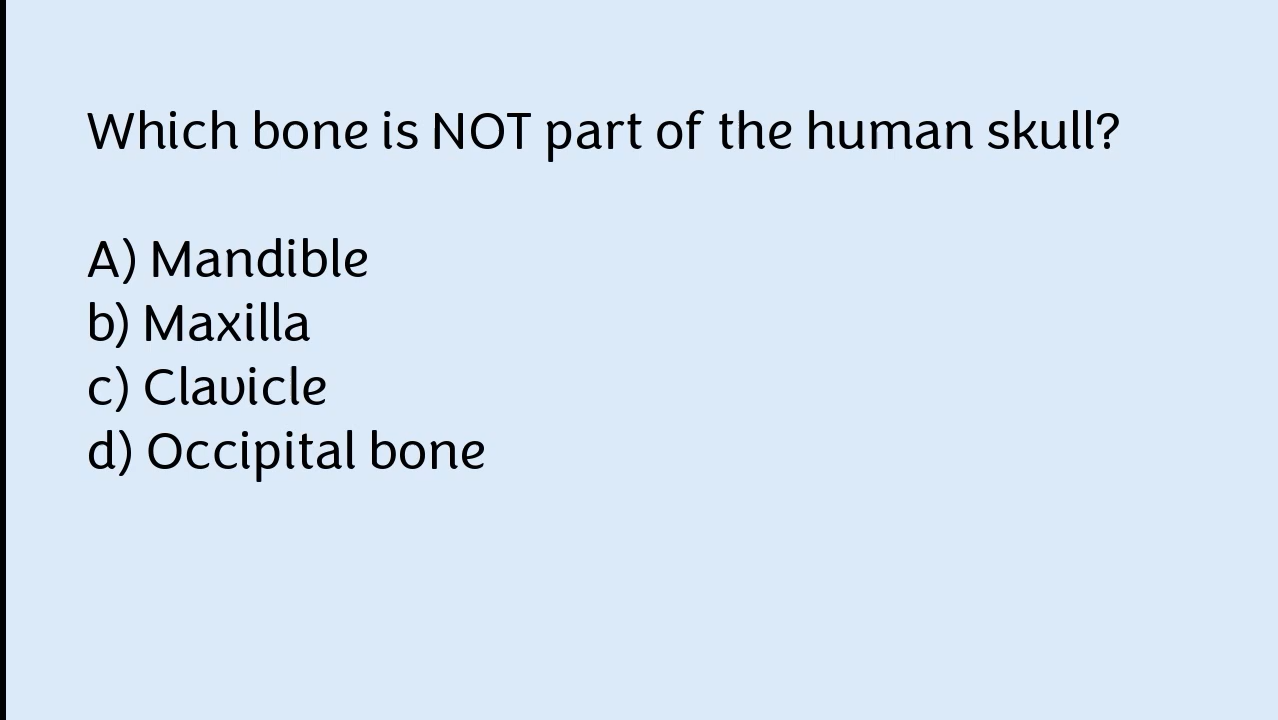 Which bone is NOT part of the human skull?
A) Mandible
b) Maxilla
c) Clavicle
d) Occipital bone